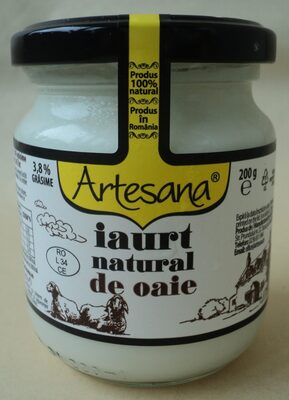 Produs
100%
natural
Produs
în
România
3,8%
GRĂSIME
200 g
e
Artesana®
iaurt
natural
de oaie
RO
L 34
CE